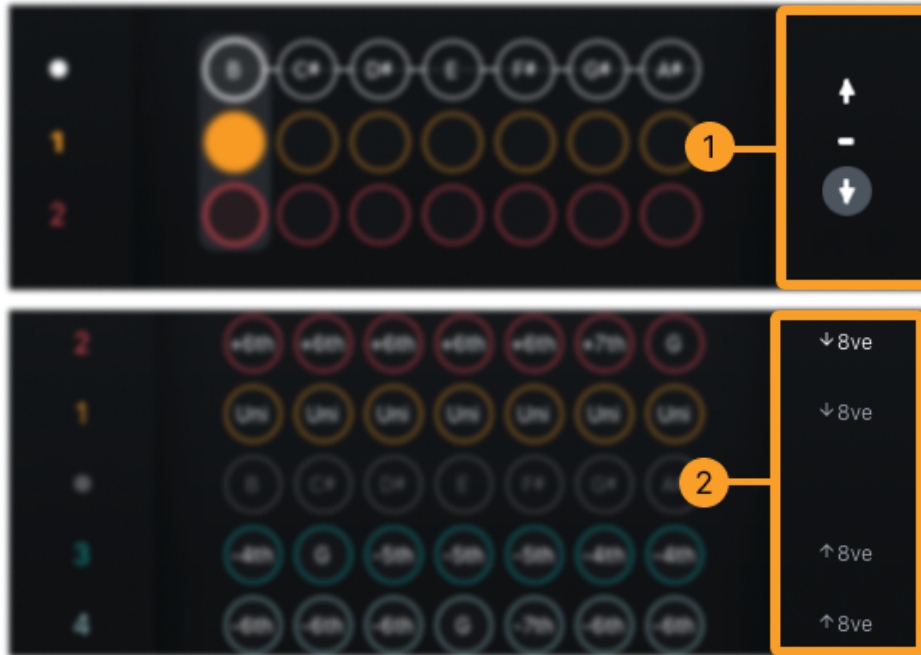 B C# D# E F# G# A#
1 1
2
2 +6th +6th +6th +6th +6th +7th G ↓8ve
1 Uni Uni Uni Uni Uni Uni Uni ↓8ve
B C# D# E F# G# 2
3 -4th G -5th -5th -5th -4th -4th ↑8ve
4 -6th -6th -6th G -7th -6th -6th ↑8ve